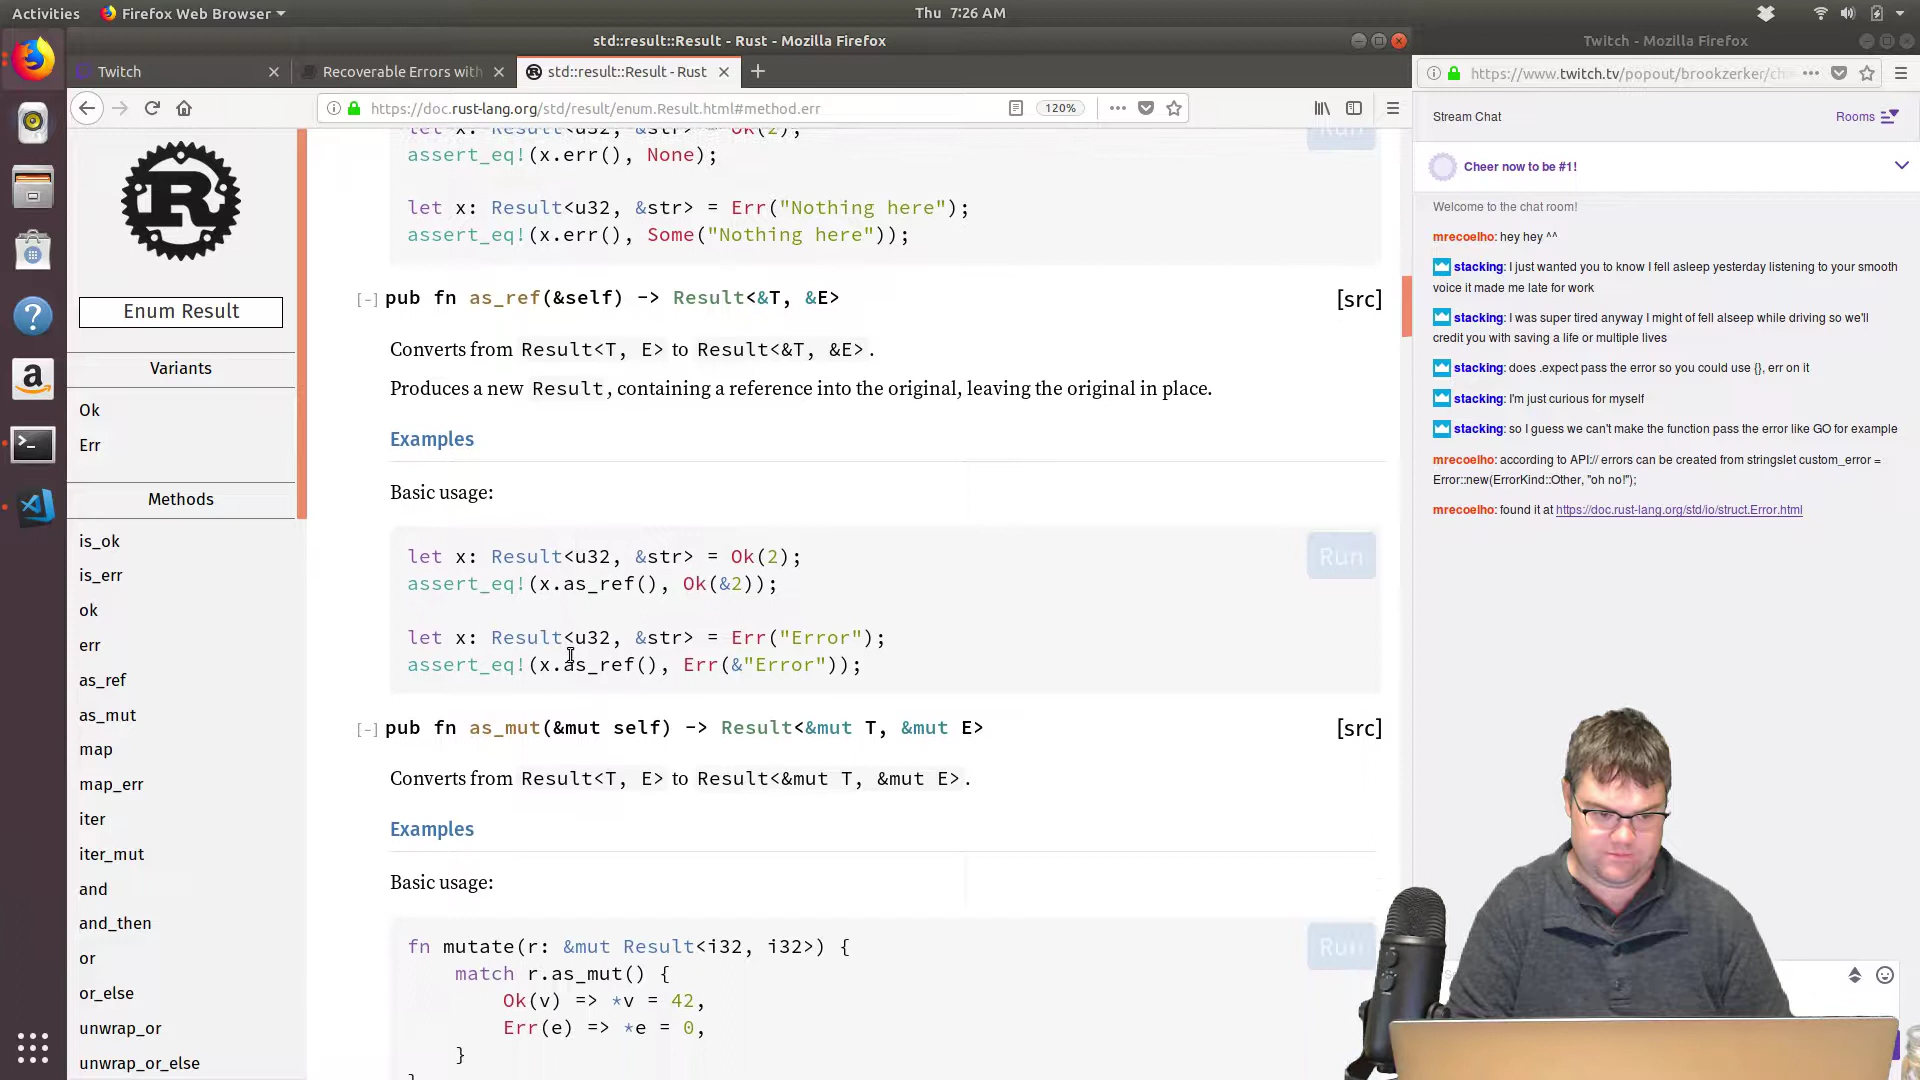 Activities
Firefox Web Browser
Thu 7:26 AM
std::result::Result - Rust - Mozilla Firefox
Twitch - Mozilla Firefox
Twitch
Recoverable Errors with
std::result::Result - Rust
https://doc.rust-lang.org/std/result/enum.Result.html#method.err
120%
https://www.twitch.tv/popout/brookzerker/ch
Enum Result
Variants
Ok
Err
Methods
is_ok
is_err
ok
err
as_ref
as_mut
map
map_err
iter
iter_mut
and
and_then
or
or_else
unwrap_or
unwrap_or_else
let x: Result<u32, &str> = Ok(2);
Run
assert_eq!(x.err(), None);
let x: Result<u32, &str> = Err("Nothing here");
assert_eq!(x.err(), Some("Nothing here"));
[-] pub fn as_ref(&self) -> Result<&T, &E>
[src]
Converts from Result<T, E> to Result<&T, &E>.
Produces a new Result, containing a reference into the original, leaving the original in place.
Examples
Basic usage:
let x: Result<u32, &str> = Ok(2);
Run
assert_eq!(x.as_ref(), Ok(&2));
let x: Result<u32, &str> = Err("Error");
assert_eq!(x.as_ref(), Err(&"Error"));
[-] pub fn as_mut(&mut self) -> Result<&mut T, &mut E>
[src]
Converts from Result<T, E> to Result<&mut T, &mut E>.
Examples
Basic usage:
fn mutate(r: &mut Result<i32, i32>) {
Run
match r.as_mut() {
Ok(v) => *v = 42,
Err(e) => *e = 0,
}
Stream Chat
Rooms
Cheer now to be #1!
Welcome to the chat room!
mrecoelho: hey hey ^^
stacking: I just wanted you to know I fell asleep yesterday listening to your smooth
voice it made me late for work
stacking: I was super tired anyway I might of fell alseep while driving so we'll
credit you with saving a life or multiple lives
stacking: does .expect pass the error so you could use {}, err on it
stacking: I'm just curious for myself
stacking: so I guess we can't make the function pass the error like GO for example
mrecoelho: according to API:// errors can be created from stringslet custom_error =
Error::new(ErrorKind::Other, "oh no!");
mrecoelho: found it at https://doc.rust-lang.org/std/io/struct.Error.html